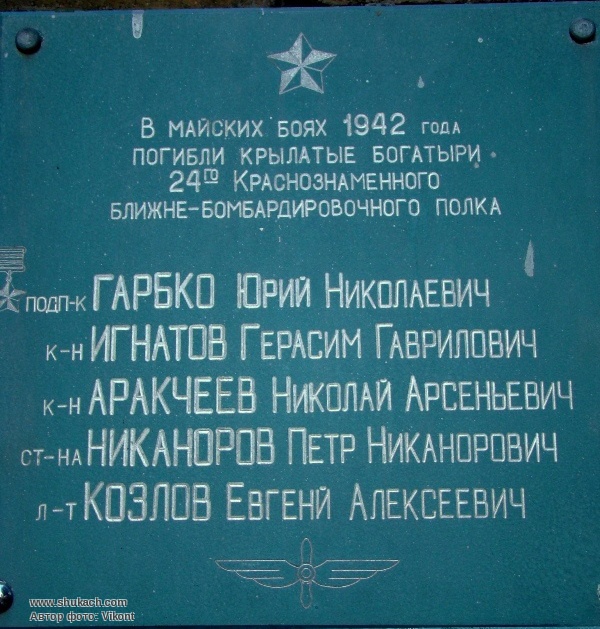 В МАЙСКИХ БОЯХ 1942 ГОДА
ПОГИБЛИ КРЫЛАТЫЕ БОГАТЫРИ
24ГО КРАСНОЗНАМЕННОГО
БЛИЖНЕ-БОМБАРДИРОВОЧНОГО ПОЛКА
ПОДП-К ГАРБКО ЮРИЙ НИКОЛАЕВИЧ
К-Н ИГНАТОВ ГЕРАСИМ ГАВРИЛОВИЧ
К-Н АРАКЧЕЕВ НИКОЛАЙ АРСЕНЬЕВИЧ
СТ-НА НИКАНОРОВ ПЕТР НИКАНОРОВИЧ
Л-Т КОЗЛОВ ЕВГЕНЙ АЛЕКСЕЕВИЧ
www.shukach.com
Автор фото: Vikont